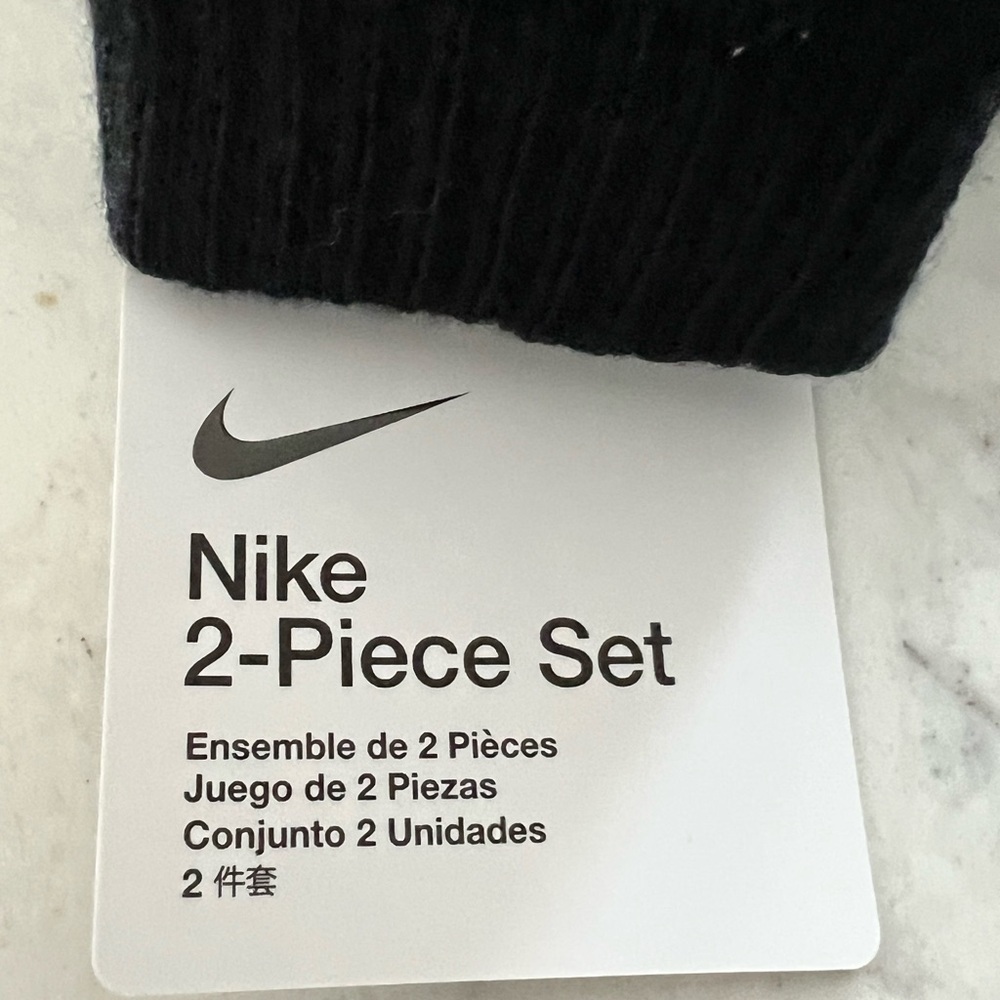 Nike
2-Piece Set
Ensemble de 2 Pièces
Juego de 2 Piezas
Conjunto 2 Unidades
2 件套